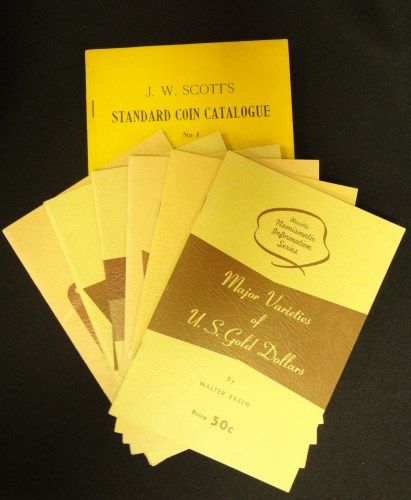 J. W. SCOTT'S
STANDARD COIN CATALOGUE
No 1
Hewitt's
Numismatic
Information
Series
Major Varieties
of
U. S. Gold Dollars
By
WALTER BREEN
Price 50c